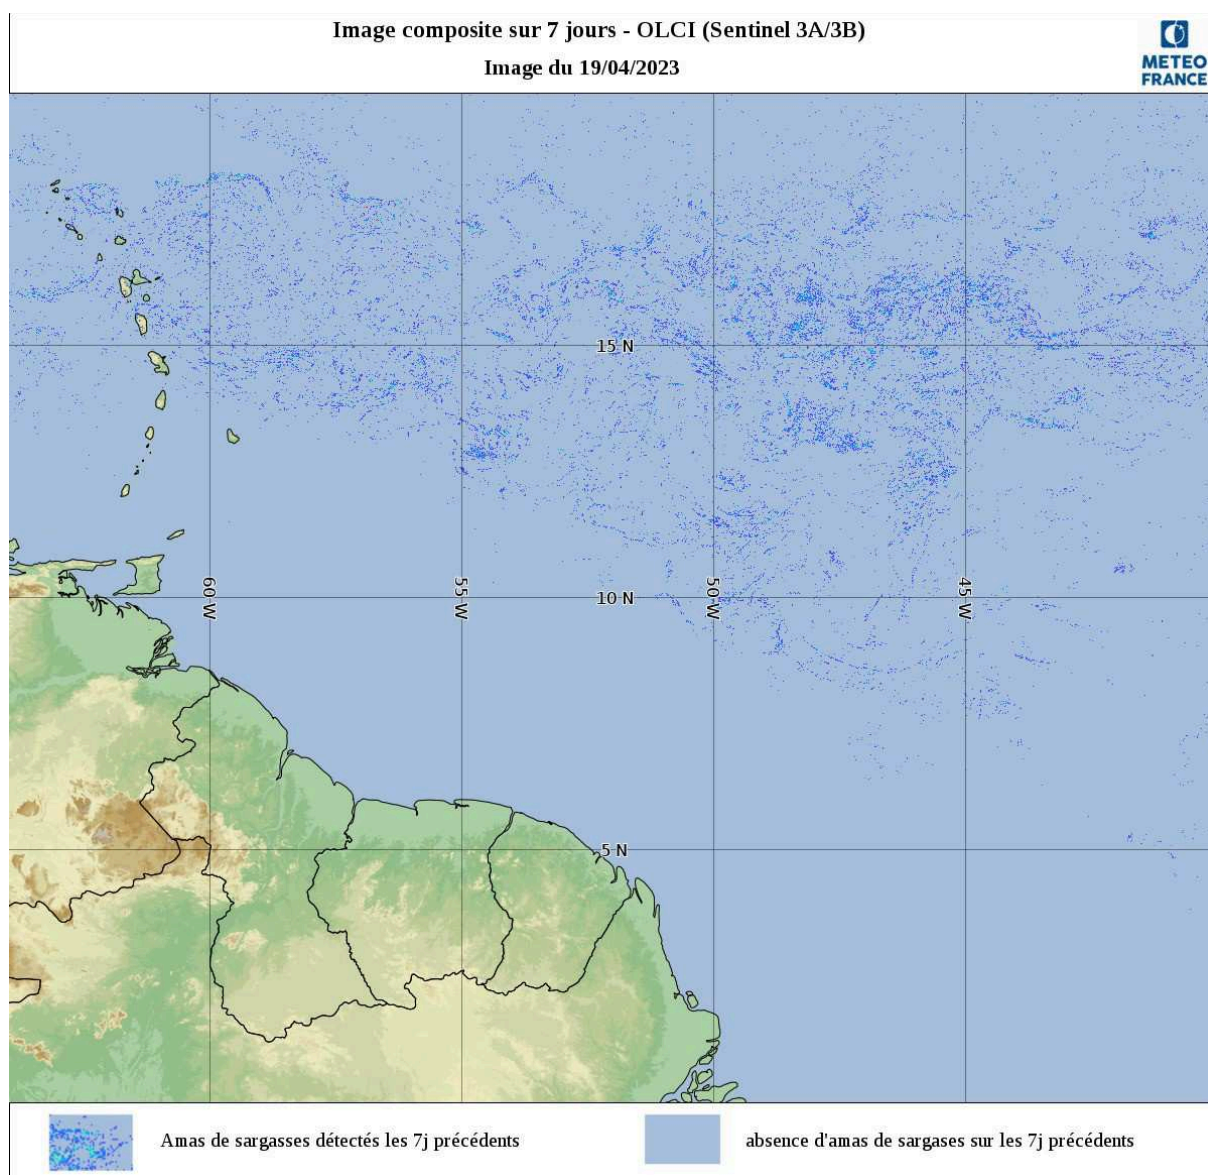 Image composite sur 7 jours - OLCI (Sentinel 3A/3B)
Image du 19/04/2023
METEO
FRANCE
15 N
60 W
55 W
10 N
50 W
45 W
5 N
Amas de sargasses détectés les 7j précédents
absence d'amas de sargases sur les 7j précédents